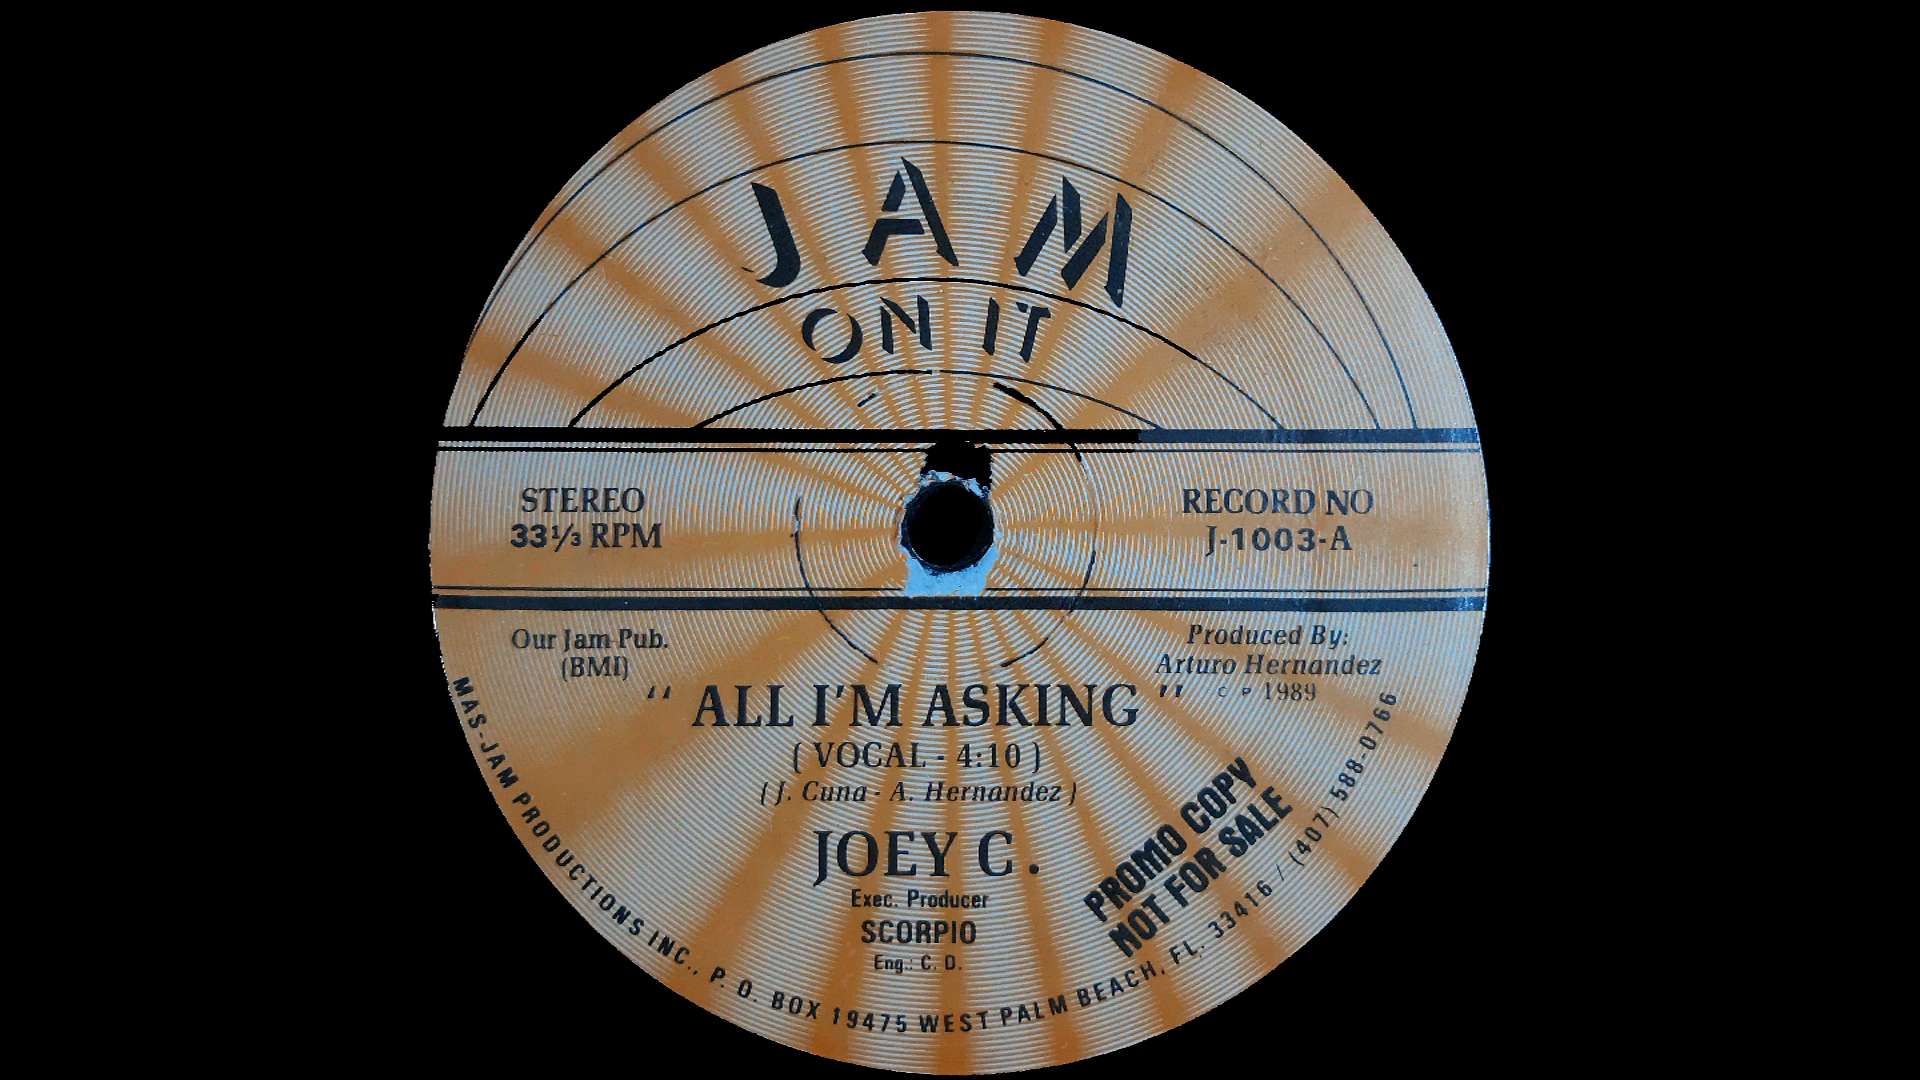 JAM
ON IT
STEREO
33⅓ RPM
RECORD NO
J-1003-A
Our Jam Pub.
(BMI)
Produced By:
Arturo Hernandez
© ℗ 1989
" ALL I'M ASKING "
( VOCAL - 4:10 )
( J. Cuna - A. Hernandez )
JOEY C.
Exec. Producer
SCORPIO
Eng.: C. D.
PROMO COPY
NOT FOR SALE
MAS-JAM PRODUCTIONS INC., P. O. BOX 19475 WEST PALM BEACH, FL. 33416 / (407) 588-0766